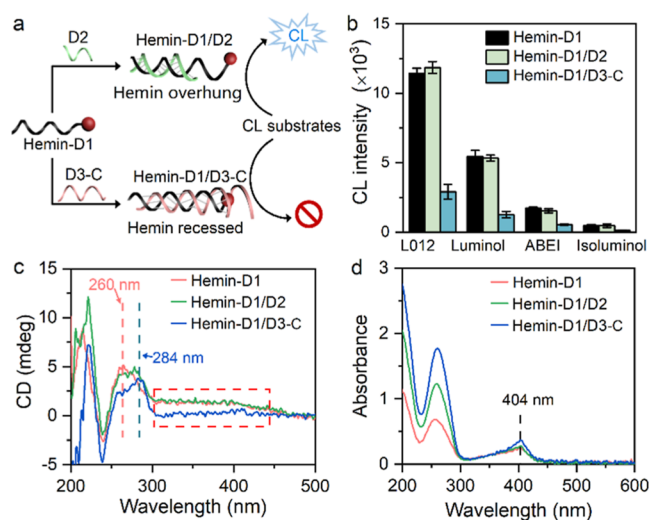 a
D2
Hemin-D1/D2
CL
Hemin overhung
CL substrates
Hemin-D1
D3-C
Hemin-D1/D3-C
Hemin recessed
b
CL intensity (×10³)
15
10
5
0
Hemin-D1
Hemin-D1/D2
Hemin-D1/D3-C
L012 Luminol ABEI Isoluminol
c
CD (mdeg)
15
10
5
0
-5
260 nm
Hemin-D1
Hemin-D1/D2
Hemin-D1/D3-C
284 nm
200 300 400 500
Wavelength (nm)
d
Absorbance
3
2
1
0
Hemin-D1
Hemin-D1/D2
Hemin-D1/D3-C
404 nm
200 300 400 500 600
Wavelength (nm)